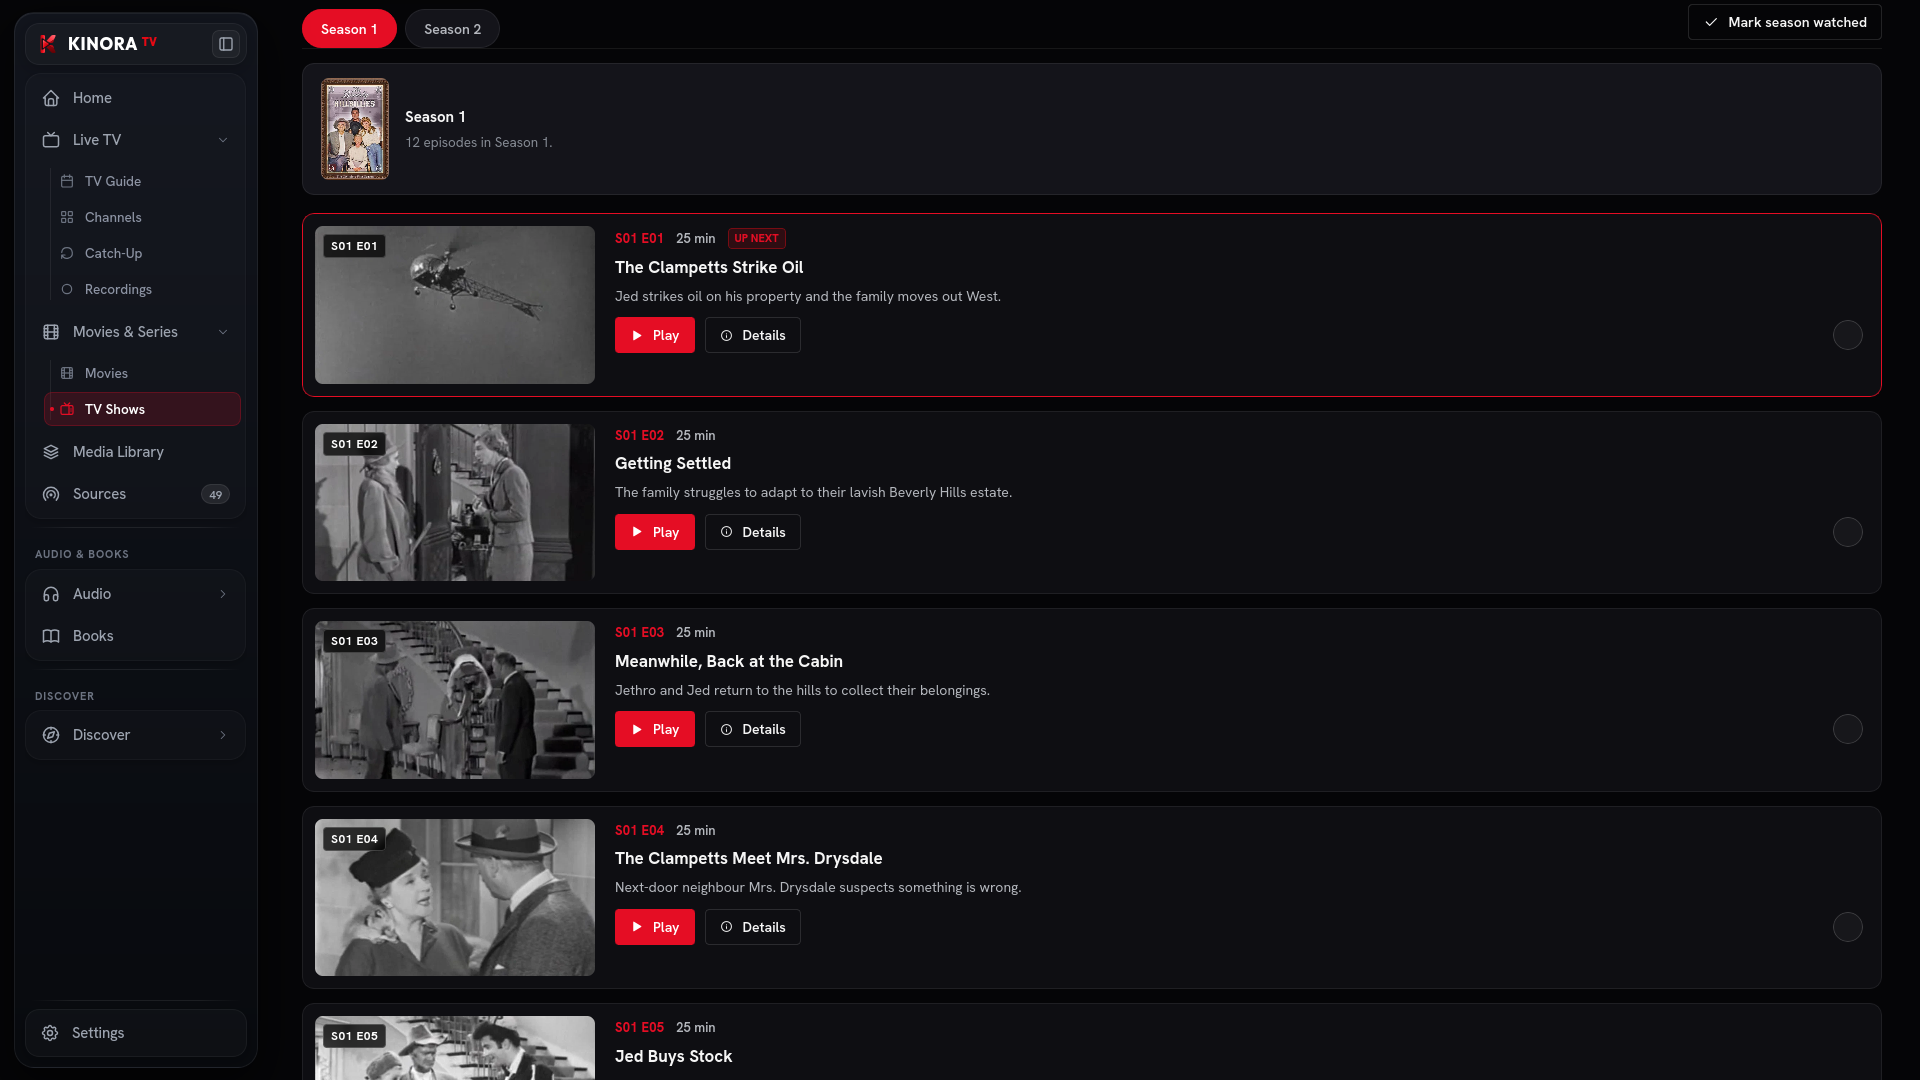 KINORA TV
Home
Live TV
TV Guide
Channels
Catch-Up
Recordings
Movies & Series
Movies
TV Shows
Media Library
Sources 49
AUDIO & BOOKS
Audio
Books
DISCOVER
Discover
Settings
Season 1 Season 2 Mark season watched
HILLBILLIES
Season 1
12 episodes in Season 1.
S01 E01
S01 E01 25 min UP NEXT
The Clampetts Strike Oil
Jed strikes oil on his property and the family moves out West.
Play Details
S01 E02
S01 E02 25 min
Getting Settled
The family struggles to adapt to their lavish Beverly Hills estate.
Play Details
S01 E03
S01 E03 25 min
Meanwhile, Back at the Cabin
Jethro and Jed return to the hills to collect their belongings.
Play Details
S01 E04
S01 E04 25 min
The Clampetts Meet Mrs. Drysdale
Next-door neighbour Mrs. Drysdale suspects something is wrong.
Play Details
S01 E05
S01 E05 25 min
Jed Buys Stock